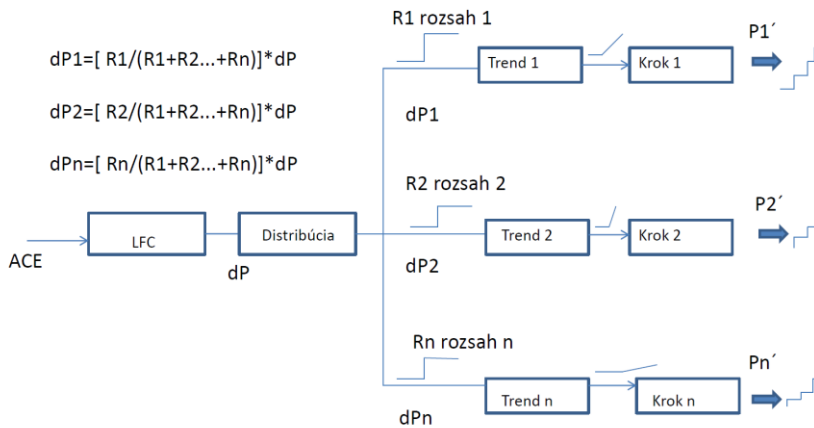 R1 rozsah 1
P1´
dP1=[ R1/(R1+R2...+Rn)]*dP
Trend 1
Krok 1
dP2=[ R2/(R1+R2...+Rn)]*dP
dP1
dPn=[ Rn/(R1+R2...+Rn)]*dP
R2 rozsah 2
P2´
LFC
Distribúcia
Trend 2
Krok 2
ACE
dP
dP2
Rn rozsah n
Pn´
Trend n
Krok n
dPn